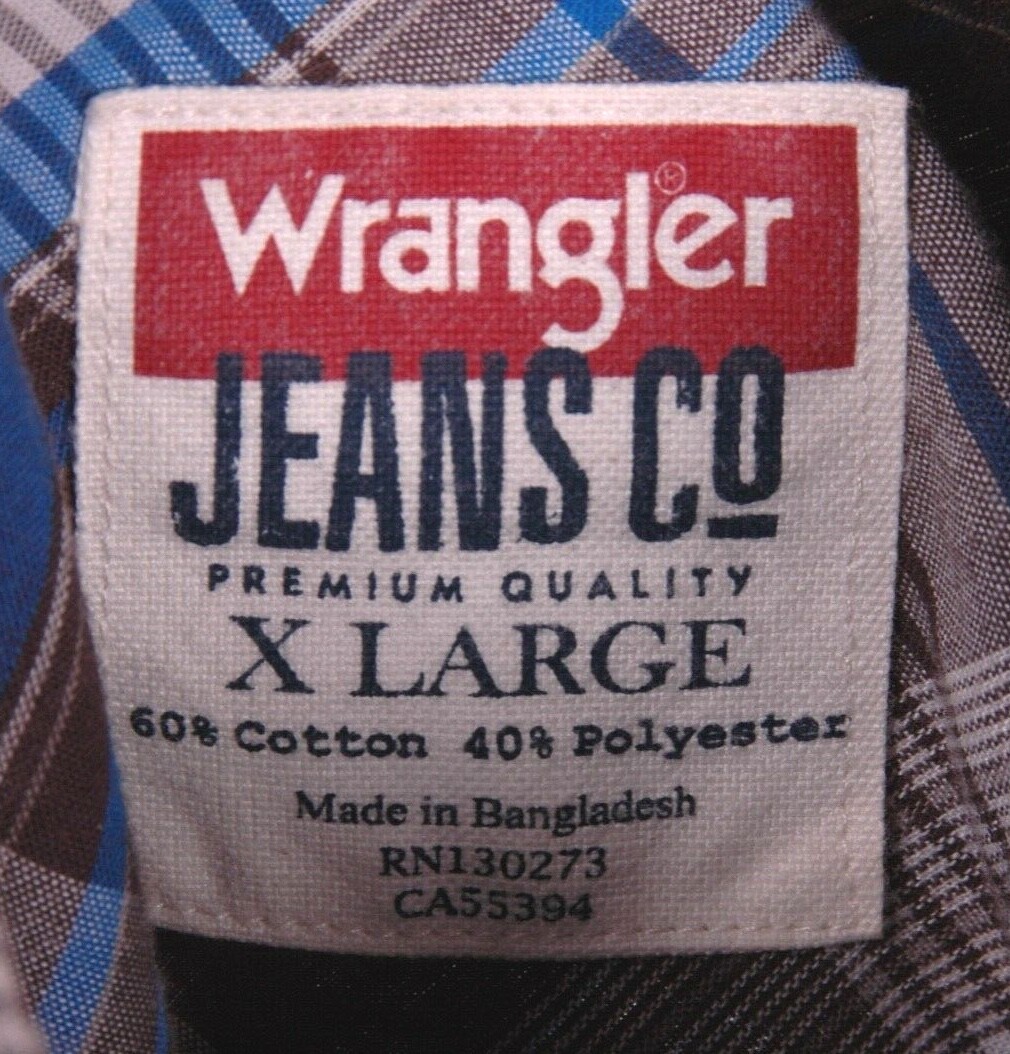 Wrangler®
JEANS CO
PREMIUM QUALITY
X LARGE
60% Cotton 40% Polyester
Made in Bangladesh
RN130273
CA55394